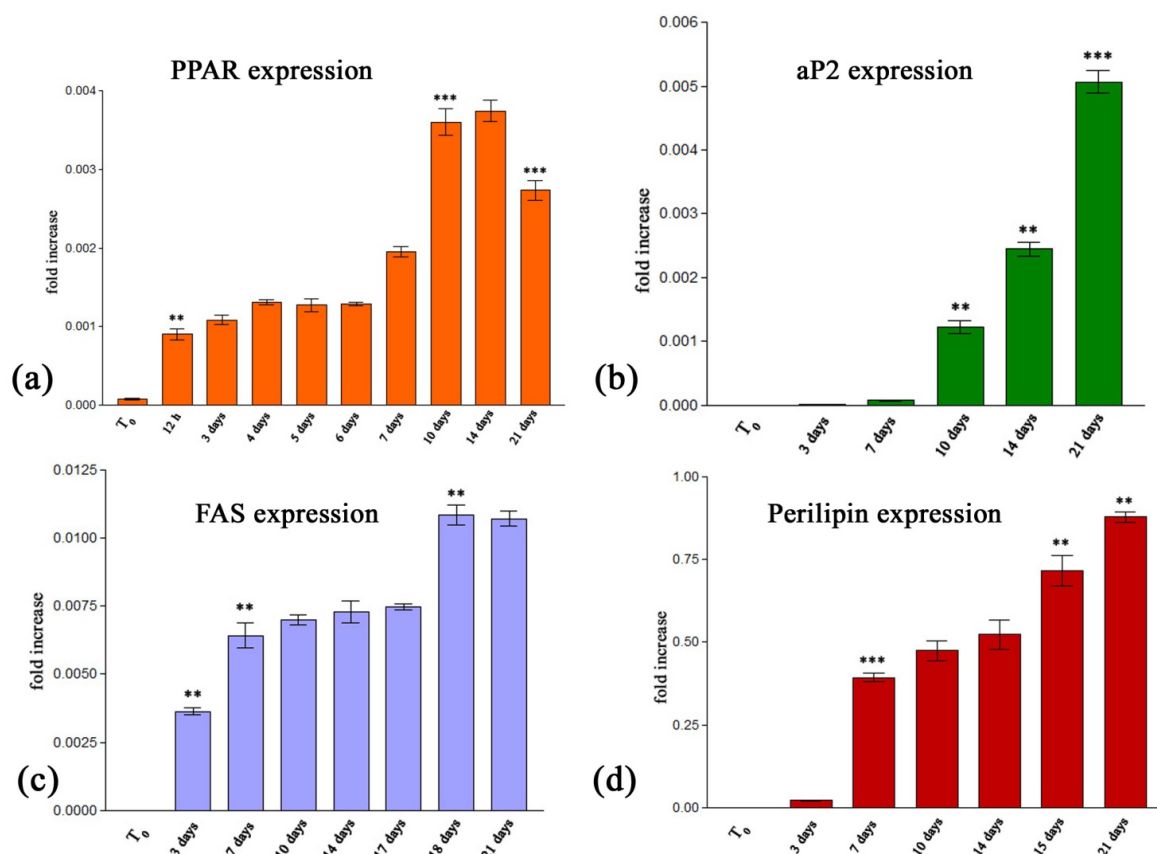 PPAR expression
***
0.004
***
0.003
fold increase
0.002
**
0.001
0.000
T0
12 h
3 days
4 days
5 days
6 days
7 days
10 days
14 days
21 days
(a)
aP2 expression
0.006
***
0.005
0.004
fold increase
0.003
**
0.002
**
0.001
0.000
T0
3 days
7 days
10 days
14 days
21 days
(b)
FAS expression
0.0125
**
0.0100
fold increase
0.0075
**
0.0050
**
0.0025
0.0000
T0
3 days
7 days
10 days
14 days
17 days
18 days
21 days
(c)
Perilipin expression
1.00
**
0.75
**
fold increase
0.50
***
0.25
0.00
T0
3 days
7 days
10 days
14 days
15 days
21 days
(d)